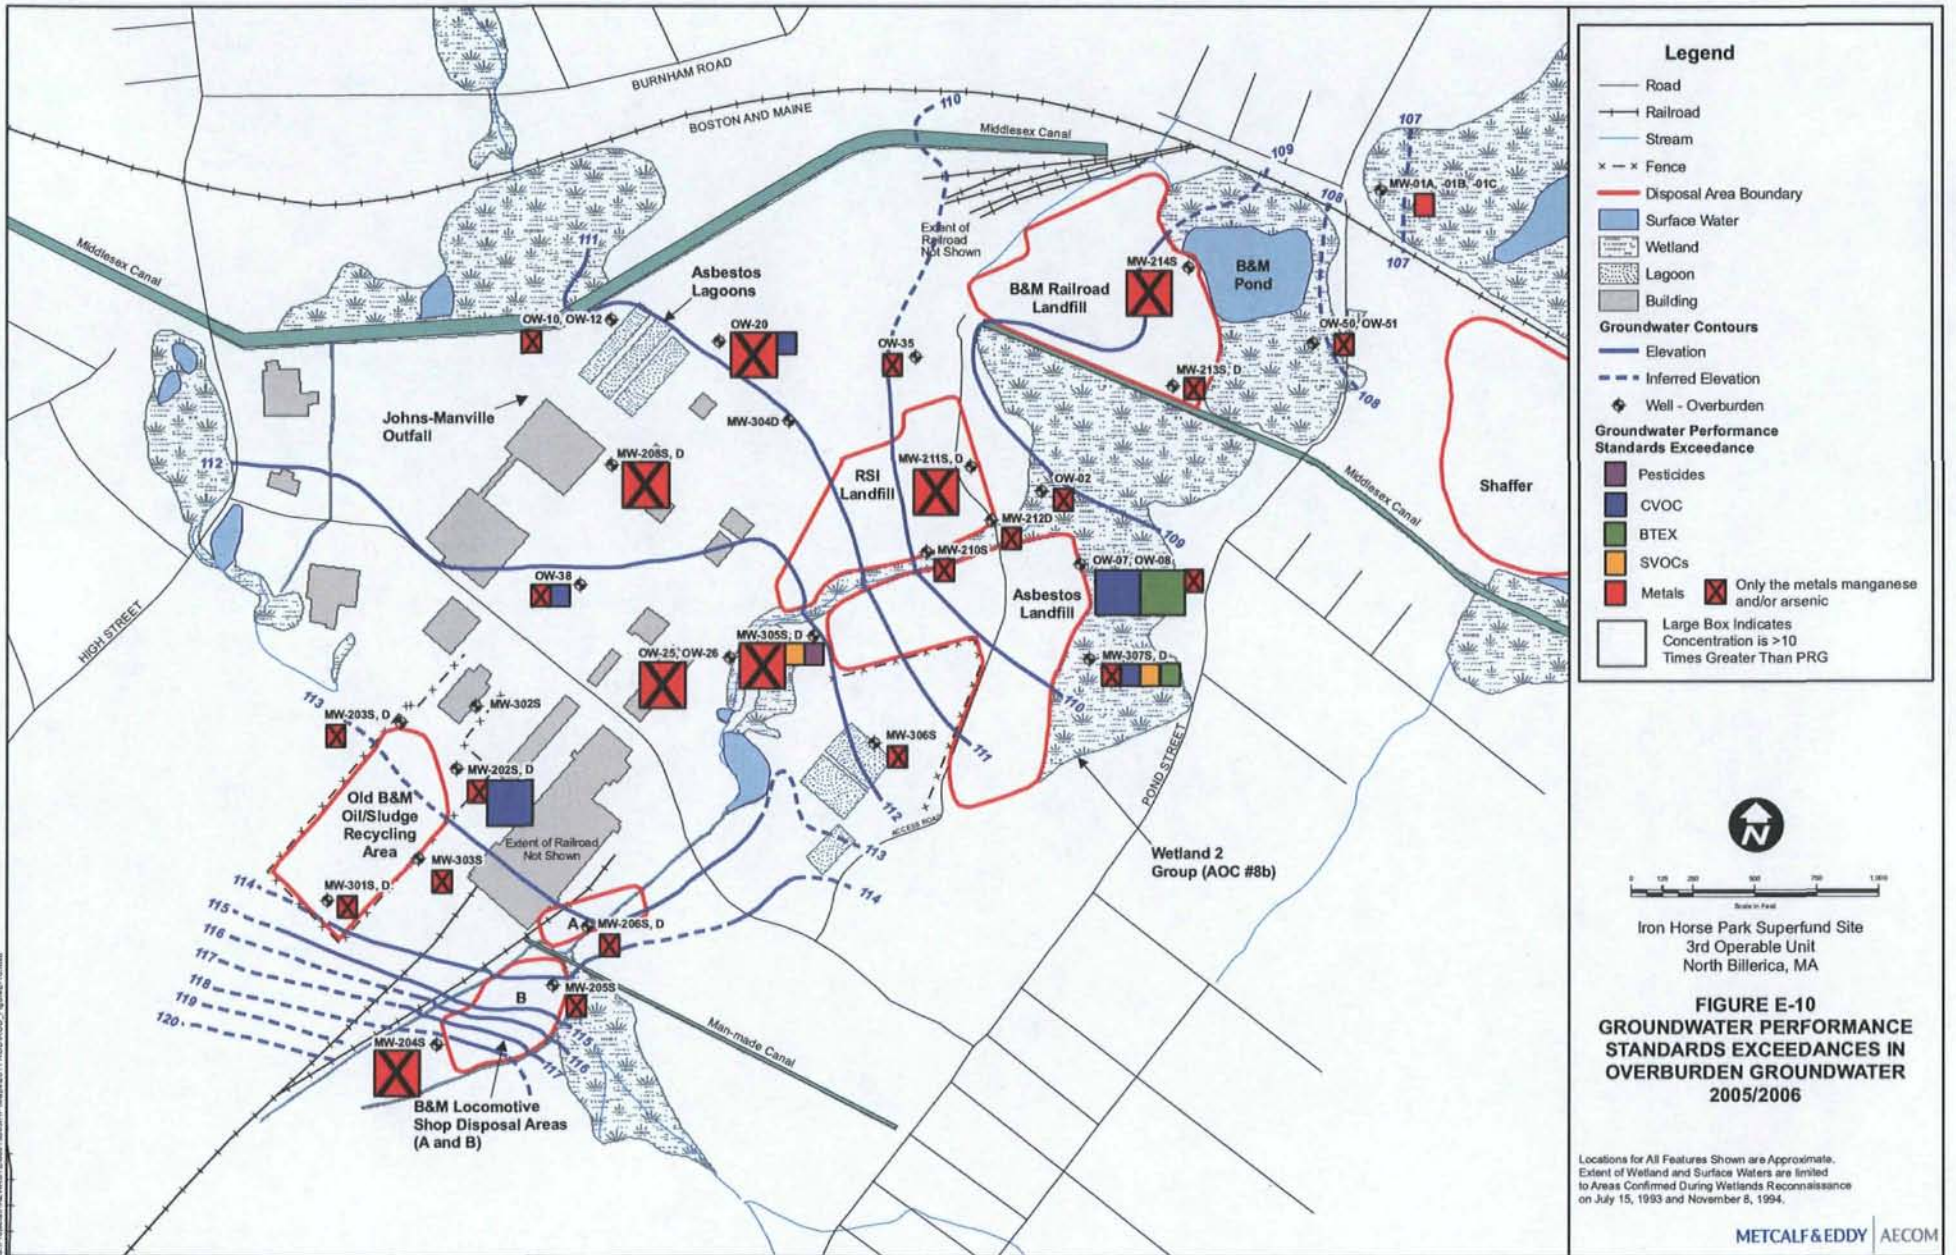 BURNHAM ROAD
BOSTON AND MAINE
110
Middlesex Canal
109
108
107
MW-01A, -01B, -01C
107
Middlesex Canal
111
Asbestos
Lagoons
Extent of
Railroad
Not Shown
MW-214S
B&M
Pond
B&M Railroad
Landfill
OW-10, OW-12
OW-20
OW-35
OW-50, OW-51
MW-213S, D
108
Johns-Manville
Outfall
MW-304D
112
MW-208S, D
MW-211S, D
RSI
Landfill
OW-02
Middlesex Canal
Shaffer
MW-212D
109
MW-210S
OW-38
OW-07, OW-08
Asbestos
Landfill
HIGH STREET
MW-305S, D
OW-25, OW-26
MW-307S, D
113
MW-203S, D
MW-302S
110
MW-306S
111
MW-202S, D
POND STREET
Old B&M
Oil/Sludge
Recycling
Area
112
ACCESS ROAD
Extent of Railroad
Not Shown
113
MW-303S
Wetland 2
Group (AOC #8b)
114
MW-301S, D
114
115
A
MW-206S, D
116
117
B
MW-205S
118
119
120
Man-made Canal
115
MW-204S
116
117
B&M Locomotive
Shop Disposal Areas
(A and B)
Legend
Road
Railroad
Stream
Fence
Disposal Area Boundary
Surface Water
Wetland
Lagoon
Building
Groundwater Contours
Elevation
Inferred Elevation
Well - Overburden
Groundwater Performance
Standards Exceedance
Pesticides
CVOC
BTEX
SVOCs
Metals
Only the metals manganese
and/or arsenic
Large Box Indicates
Concentration is >10
Times Greater Than PRG
N
0 125 250 500 750 1,000
Scale in Feet
Iron Horse Park Superfund Site
3rd Operable Unit
North Billerica, MA
FIGURE E-10
GROUNDWATER PERFORMANCE
STANDARDS EXCEEDANCES IN
OVERBURDEN GROUNDWATER
2005/2006
Locations for All Features Shown are Approximate.
Extent of Wetland and Surface Waters are limited
to Areas Confirmed During Wetlands Reconnaissance
on July 15, 1993 and November 8, 1994.
METCALF & EDDY | AECOM